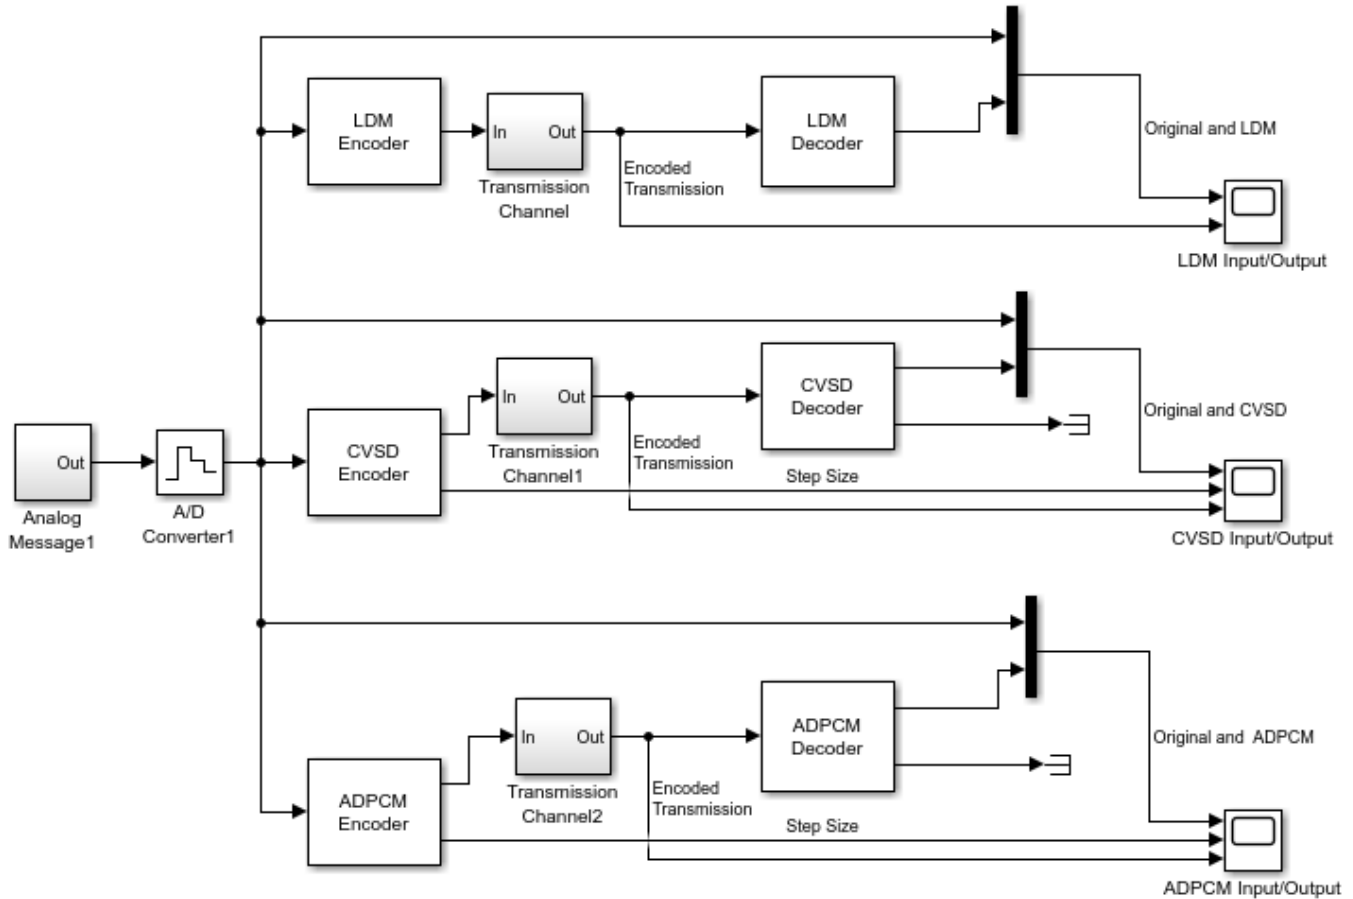 LDM
Encoder
In
Out
Transmission
Channel
Encoded
Transmission
LDM
Decoder
Original and LDM
LDM Input/Output
Out
Analog
Message1
A/D
Converter1
CVSD
Encoder
In
Out
Transmission
Channel1
Encoded
Transmission
CVSD
Decoder
Step Size
Original and CVSD
CVSD Input/Output
ADPCM
Encoder
In
Out
Transmission
Channel2
Encoded
Transmission
ADPCM
Decoder
Step Size
Original and  ADPCM
ADPCM Input/Output